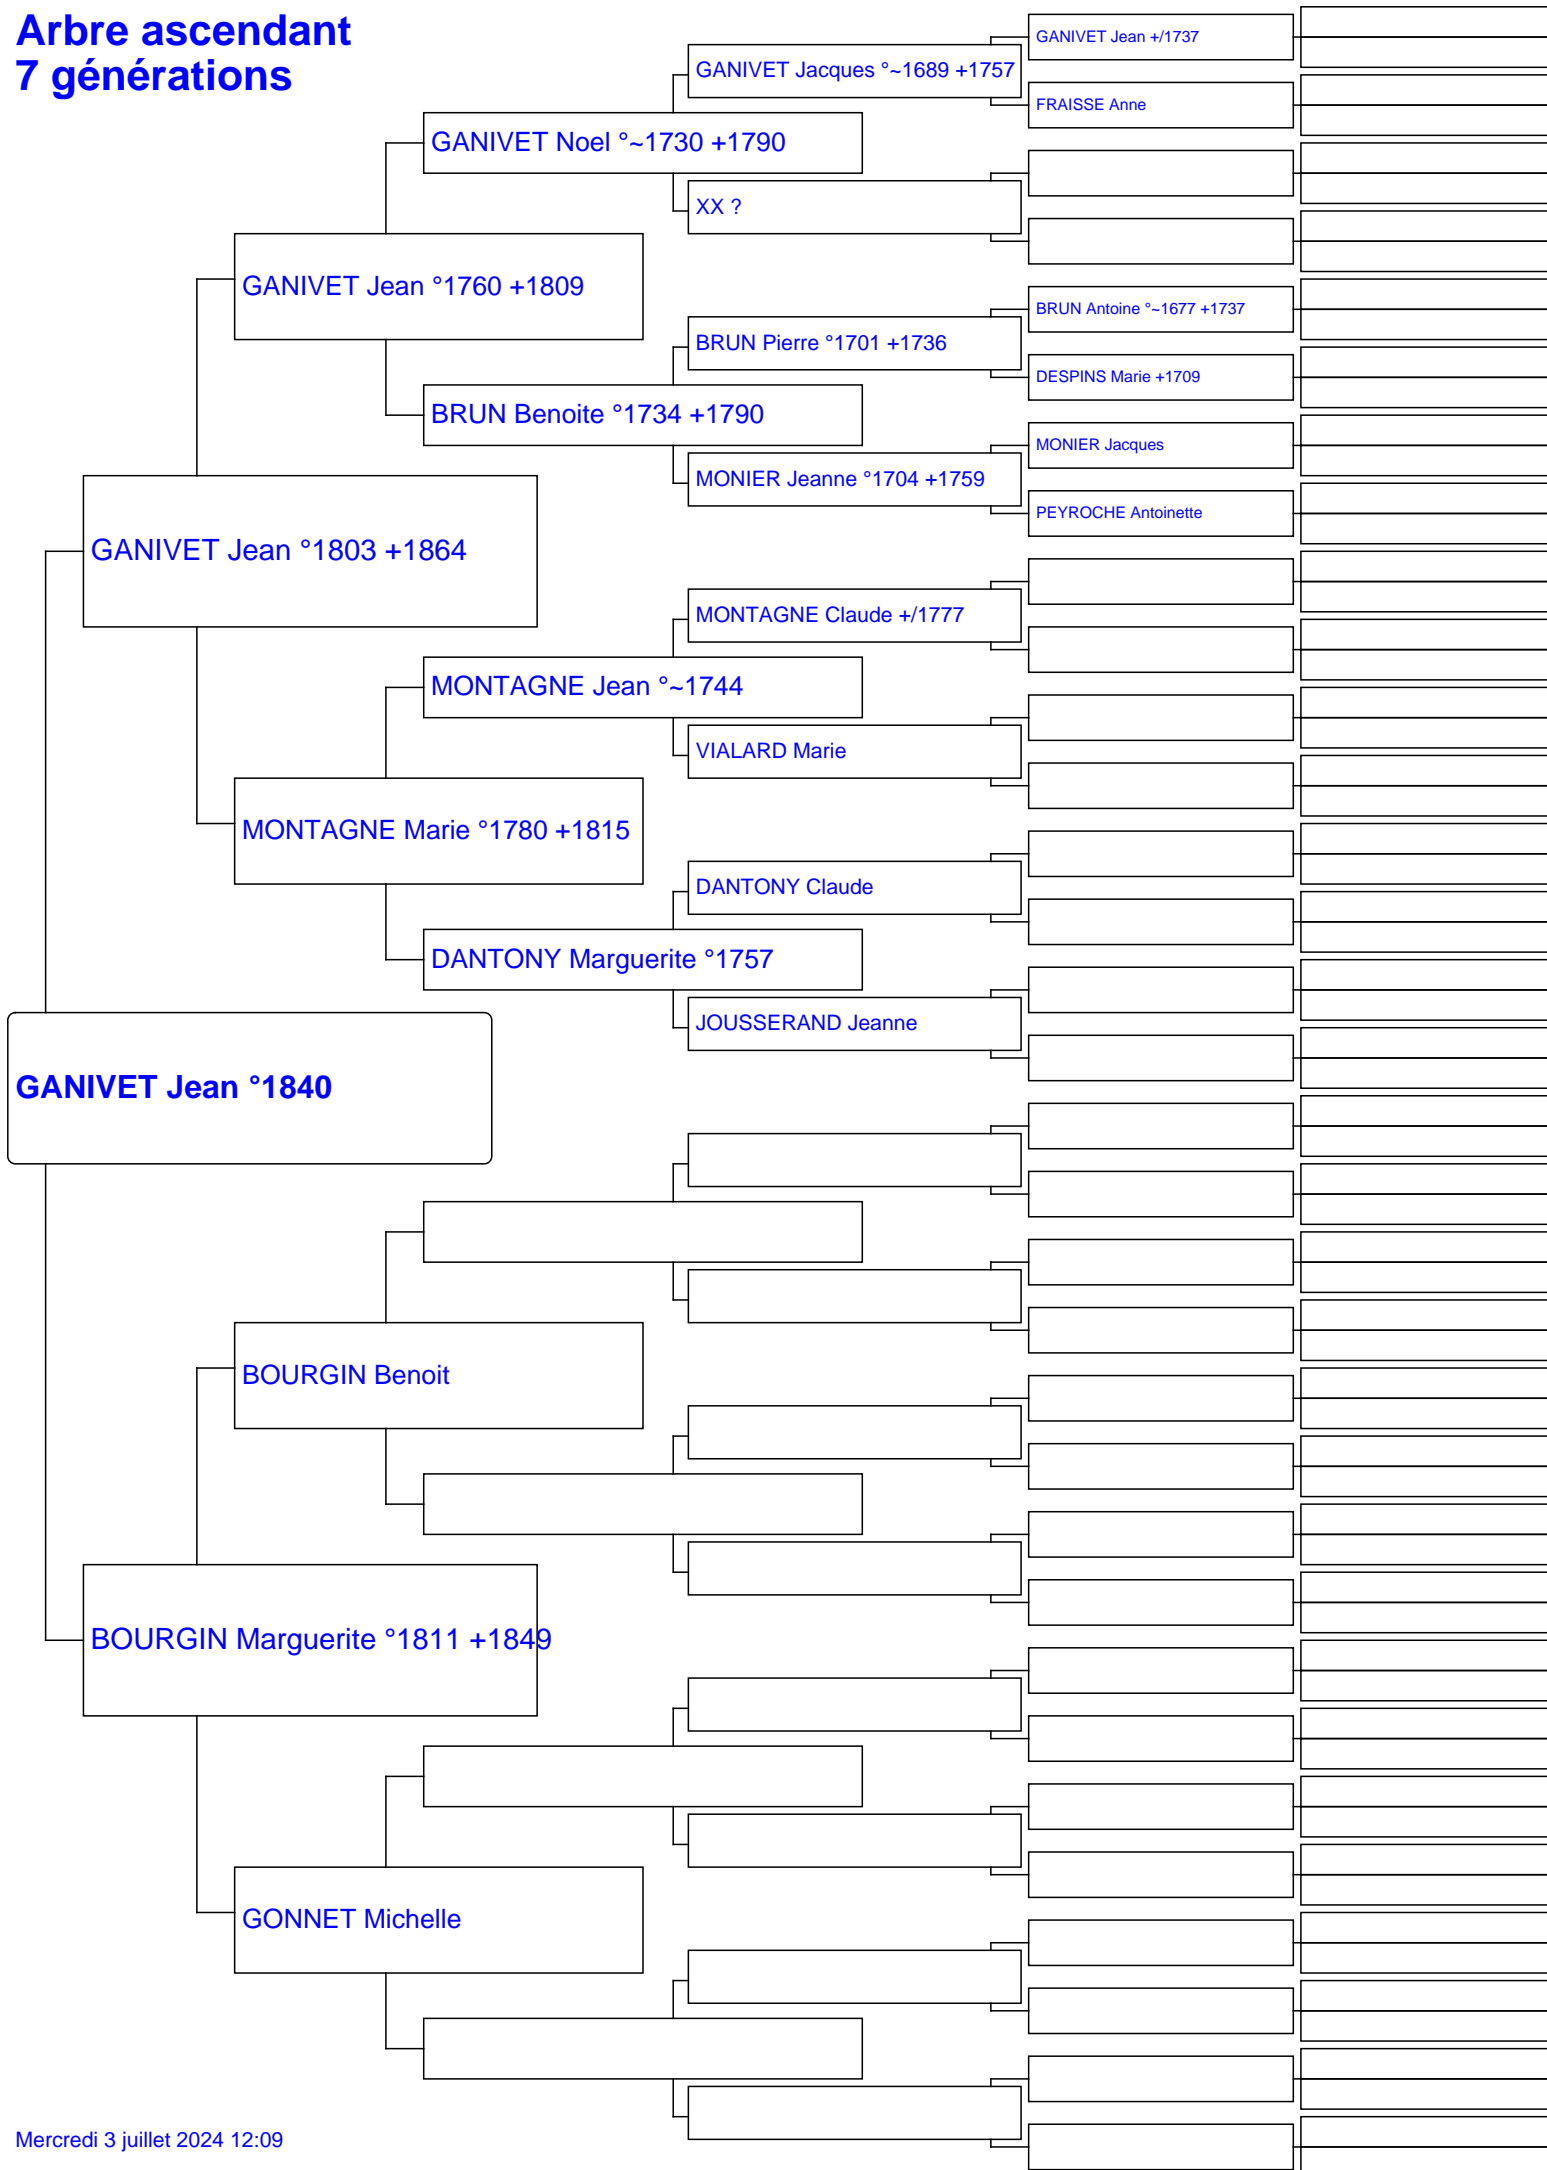 Arbre ascendant
7 générations
GANIVET Jean +/1737
GANIVET Jacques °~1689 +1757
FRAISSE Anne
GANIVET Noel °~1730 +1790
XX ?
GANIVET Jean °1760 +1809
BRUN Antoine °~1677 +1737
BRUN Pierre °1701 +1736
DESPINS Marie +1709
BRUN Benoite °1734 +1790
MONIER Jacques
MONIER Jeanne °1704 +1759
PEYROCHE Antoinette
GANIVET Jean °1803 +1864
MONTAGNE Claude +/1777
MONTAGNE Jean °~1744
VIALARD Marie
MONTAGNE Marie °1780 +1815
DANTONY Claude
DANTONY Marguerite °1757
JOUSSERAND Jeanne
GANIVET Jean °1840
BOURGIN Benoit
BOURGIN Marguerite °1811 +1849
GONNET Michelle
Mercredi 3 juillet 2024 12:09